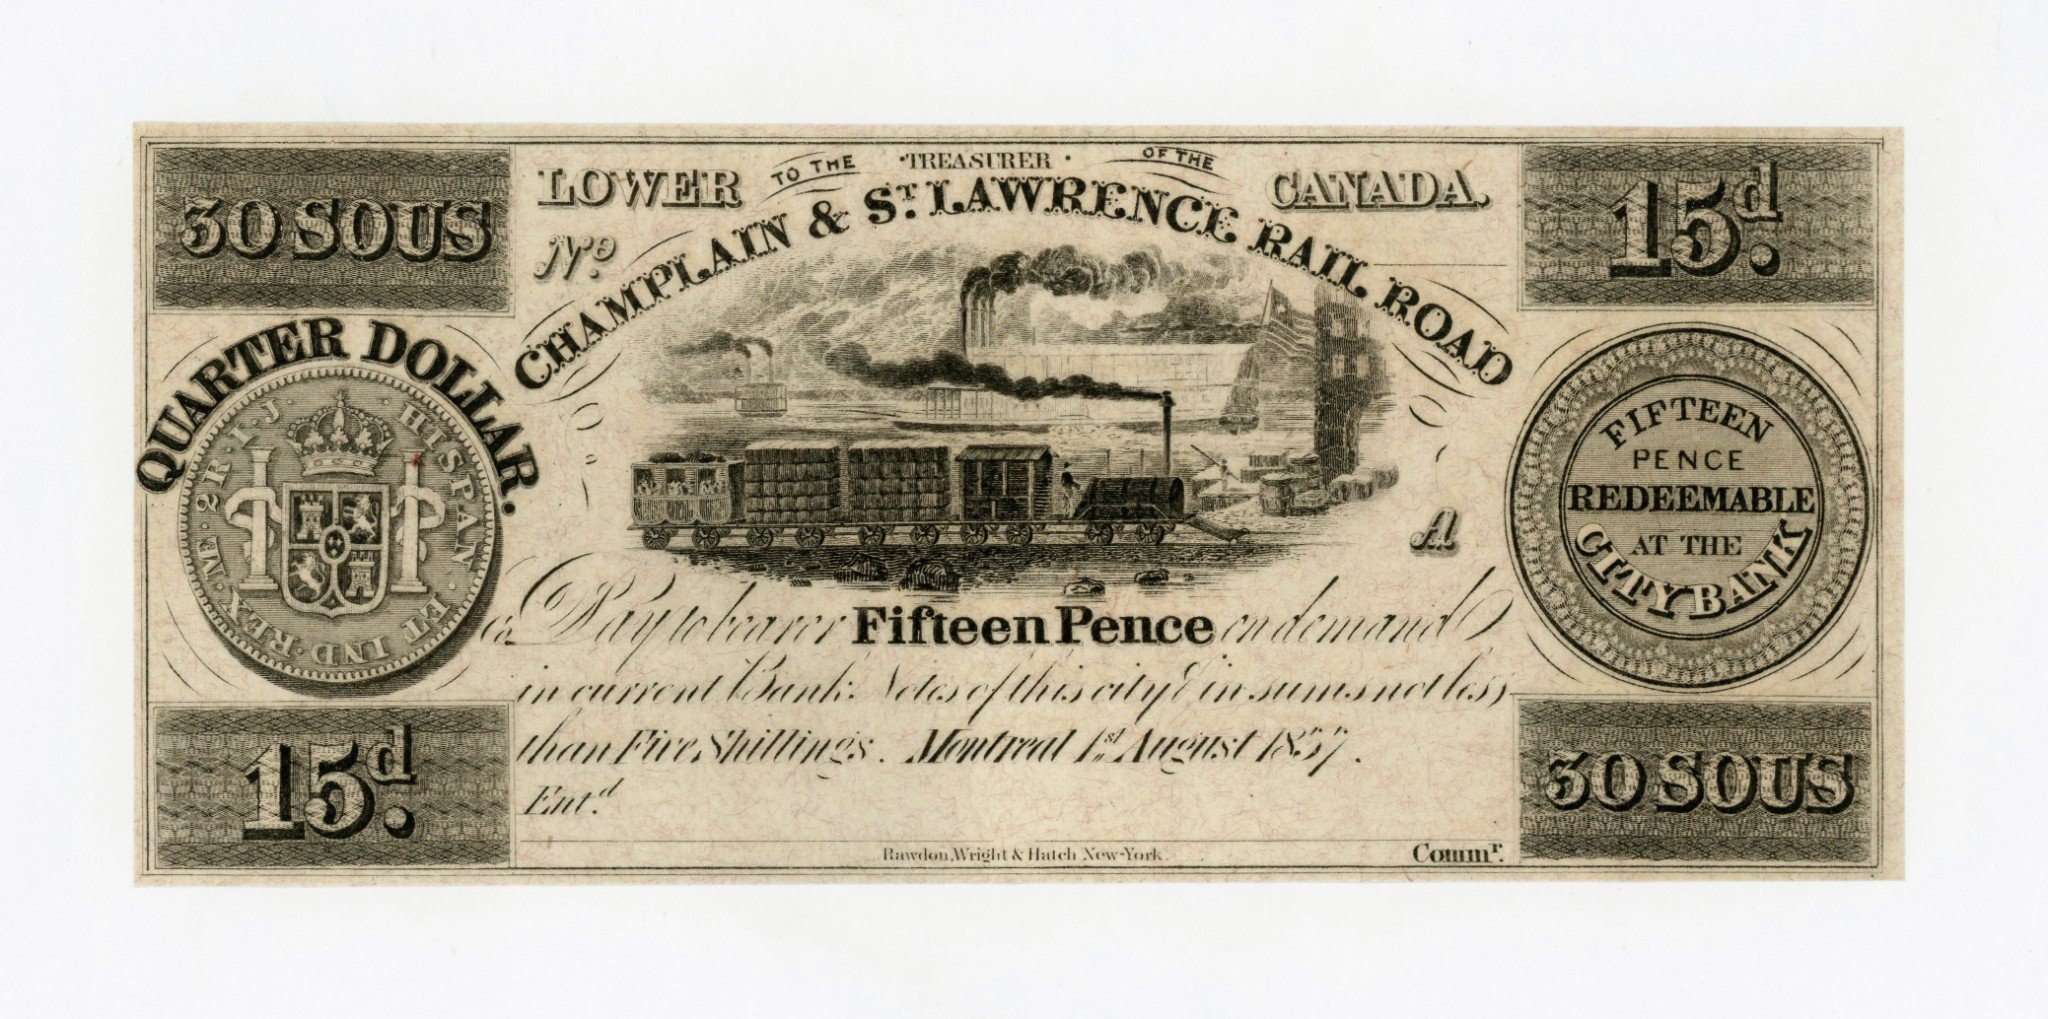 30 SOUS
LOWER
TO THE TREASURER OF THE
CANADA.
15d.
No.
CHAMPLAIN & ST. LAWRENCE RAIL ROAD
QUARTER DOLLAR.
HISPAN · ET IND · REX · M · 2R · I · J ·
FIFTEEN
PENCE
REDEEMABLE
AT THE
CITY BANK
A
Pay to bearer Fifteen Pence on demand
in current Bank Notes of this city & in sums not less
than Five Shillings. Montreal 1st August 1837.
15d.
30 SOUS
Entd.
Rawdon, Wright & Hatch New-York.
Commr.